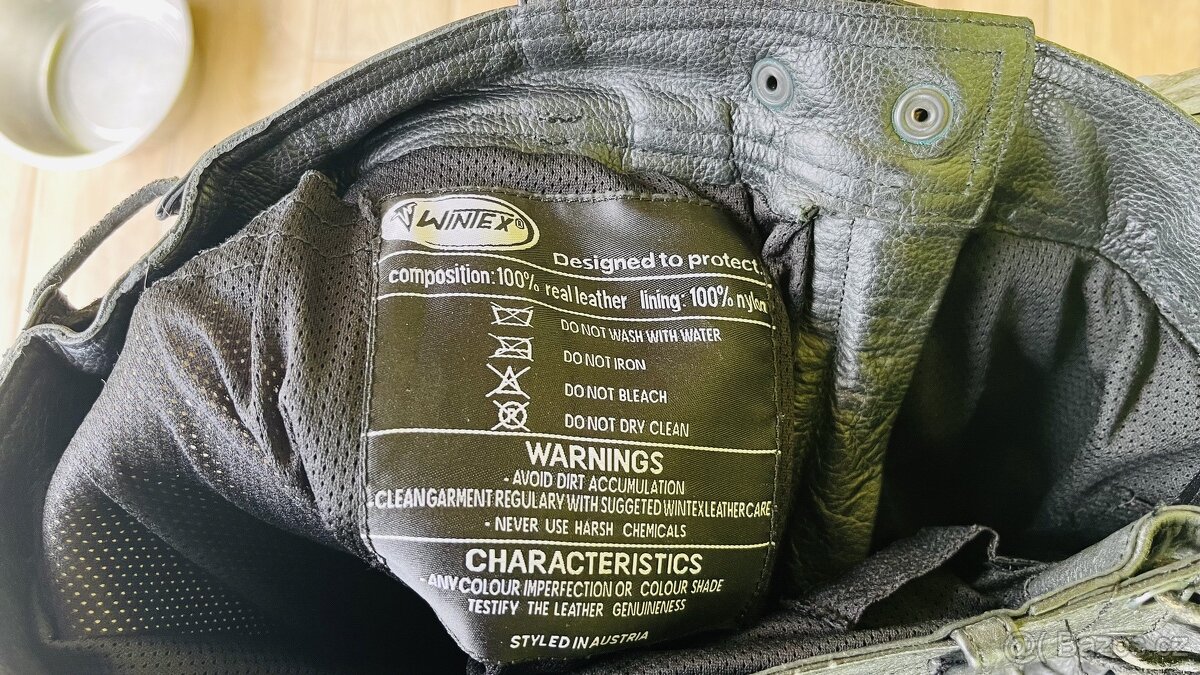 WINTEX®
Designed to protect.
composition: 100% real leather lining: 100% nylon
DO NOT WASH WITH WATER
DO NOT IRON
DO NOT BLEACH
DO NOT DRY CLEAN
WARNINGS
- AVOID DIRT ACCUMULATION
-CLEAN GARMENT REGULARY WITH SUGGETED WINTEX LEATHER CARE
- NEVER USE HARSH CHEMICALS
CHARACTERISTICS
- ANY COLOUR IMPERFECTION OR COLOUR SHADE
TESTIFY THE LEATHER GENUINENESS
STYLED IN AUSTRIA
Bazos.cz